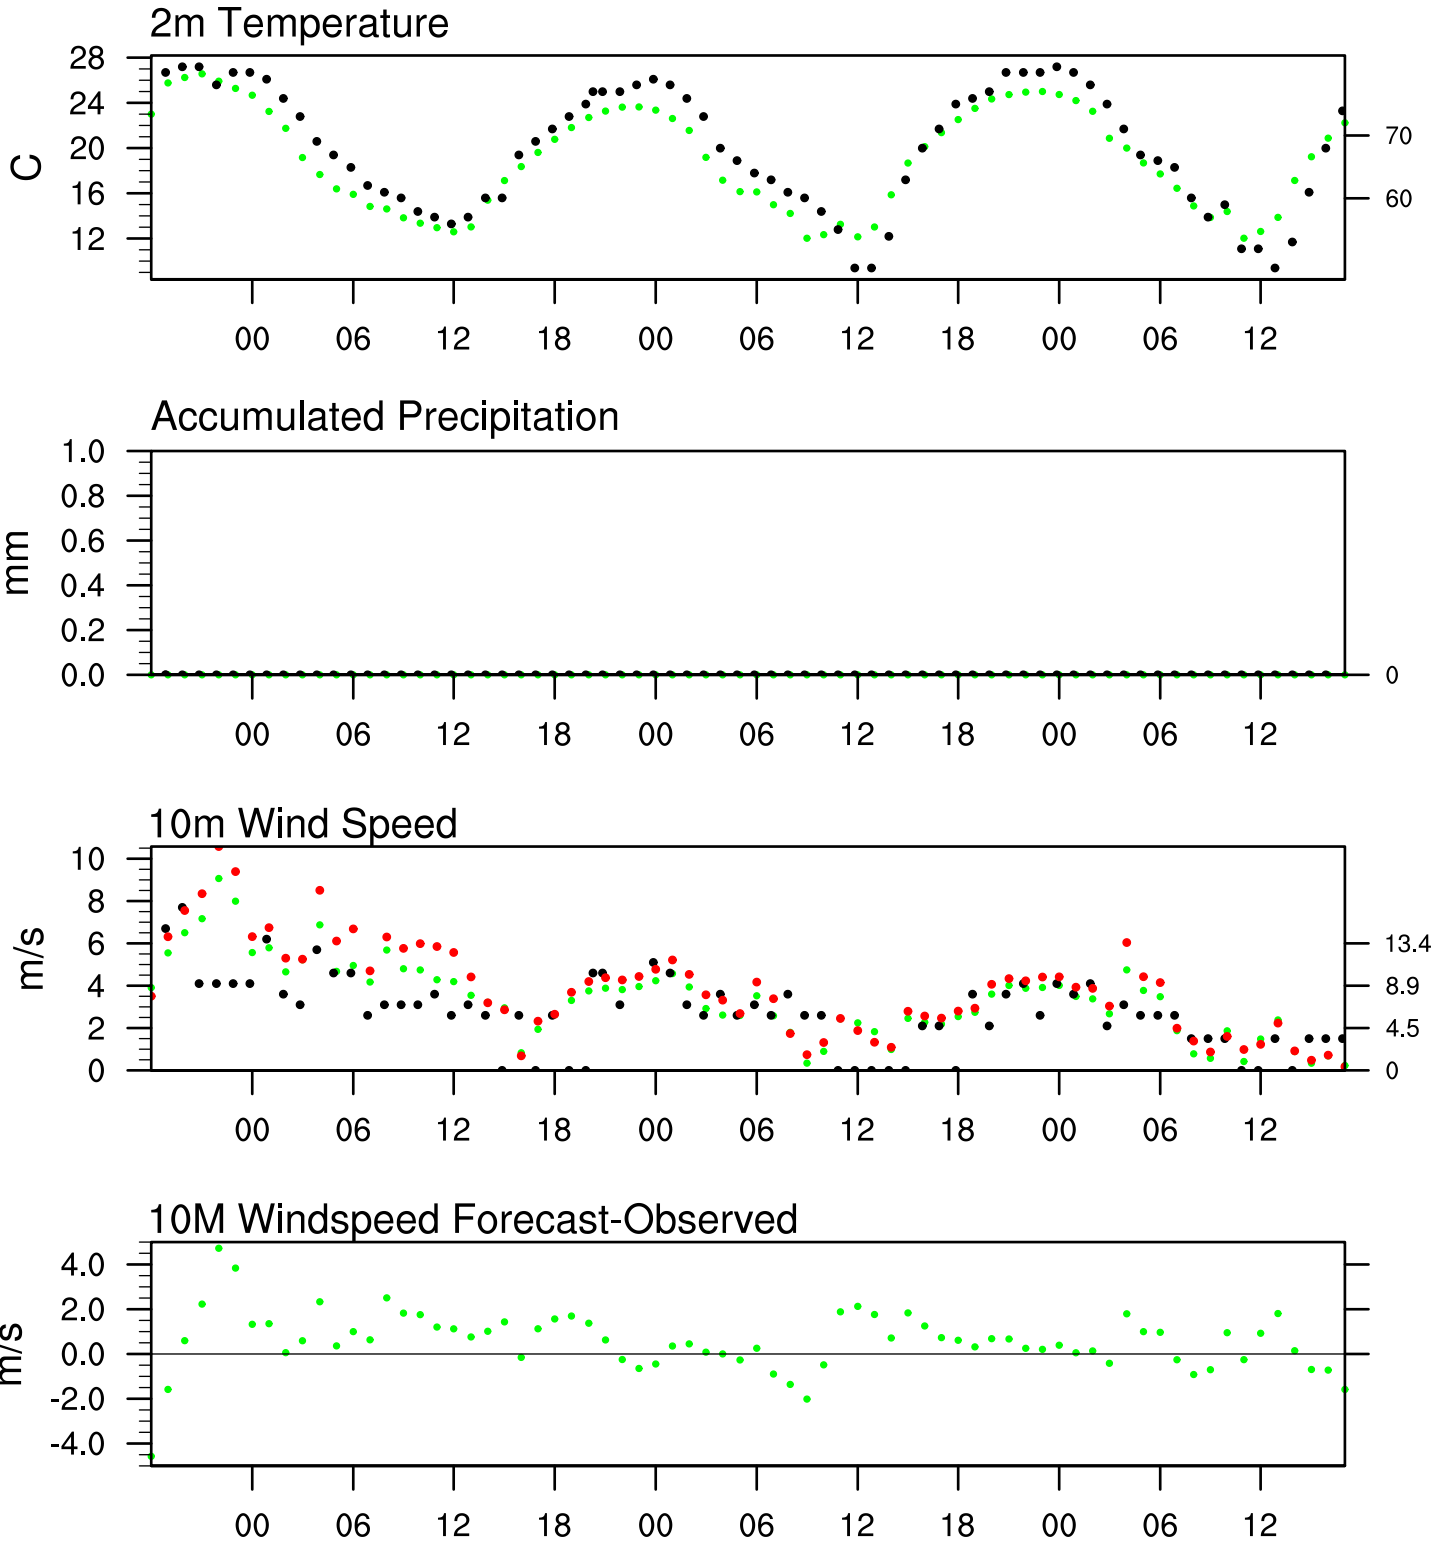 2m Temperature
28
24
20
16
12
C
70
60
00 06 12 18 00 06 12 18 00 06 12
Accumulated Precipitation
1.0
0.8
0.6
0.4
0.2
0.0
mm
0
00 06 12 18 00 06 12 18 00 06 12
10m Wind Speed
10
8
6
4
2
0
m/s
13.4
8.9
4.5
0
00 06 12 18 00 06 12 18 00 06 12
10M Windspeed Forecast-Observed
4.0
2.0
0.0
-2.0
-4.0
m/s
00 06 12 18 00 06 12 18 00 06 12